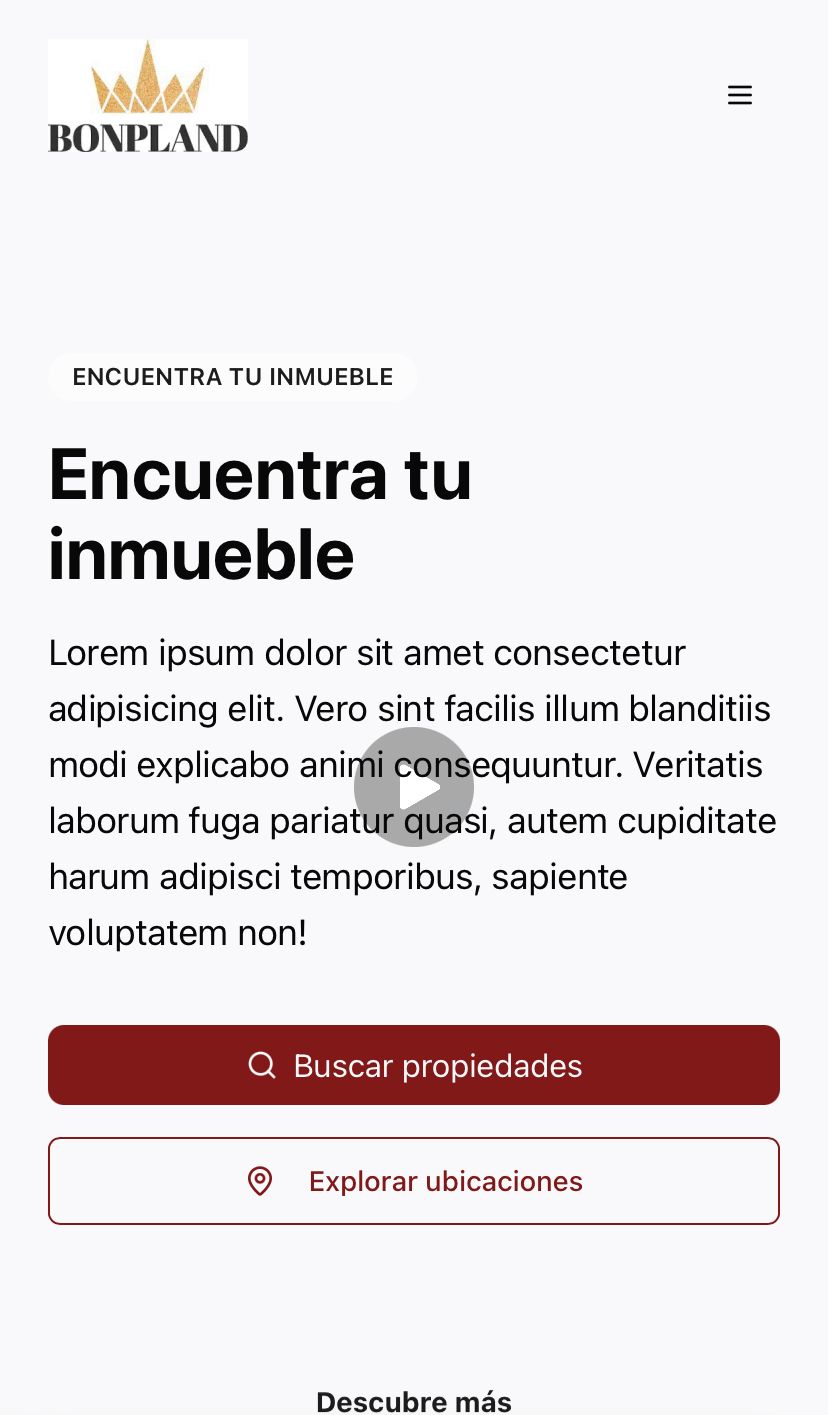 BONPLAND
ENCUENTRA TU INMUEBLE
Encuentra tu
inmueble
Lorem ipsum dolor sit amet consectetur
adipisicing elit. Vero sint facilis illum blanditiis
modi explicabo animi consequuntur. Veritatis
laborum fuga pariatur quasi, autem cupiditate
harum adipisci temporibus, sapiente
voluptatem non!
Buscar propiedades
Explorar ubicaciones
Descubre más